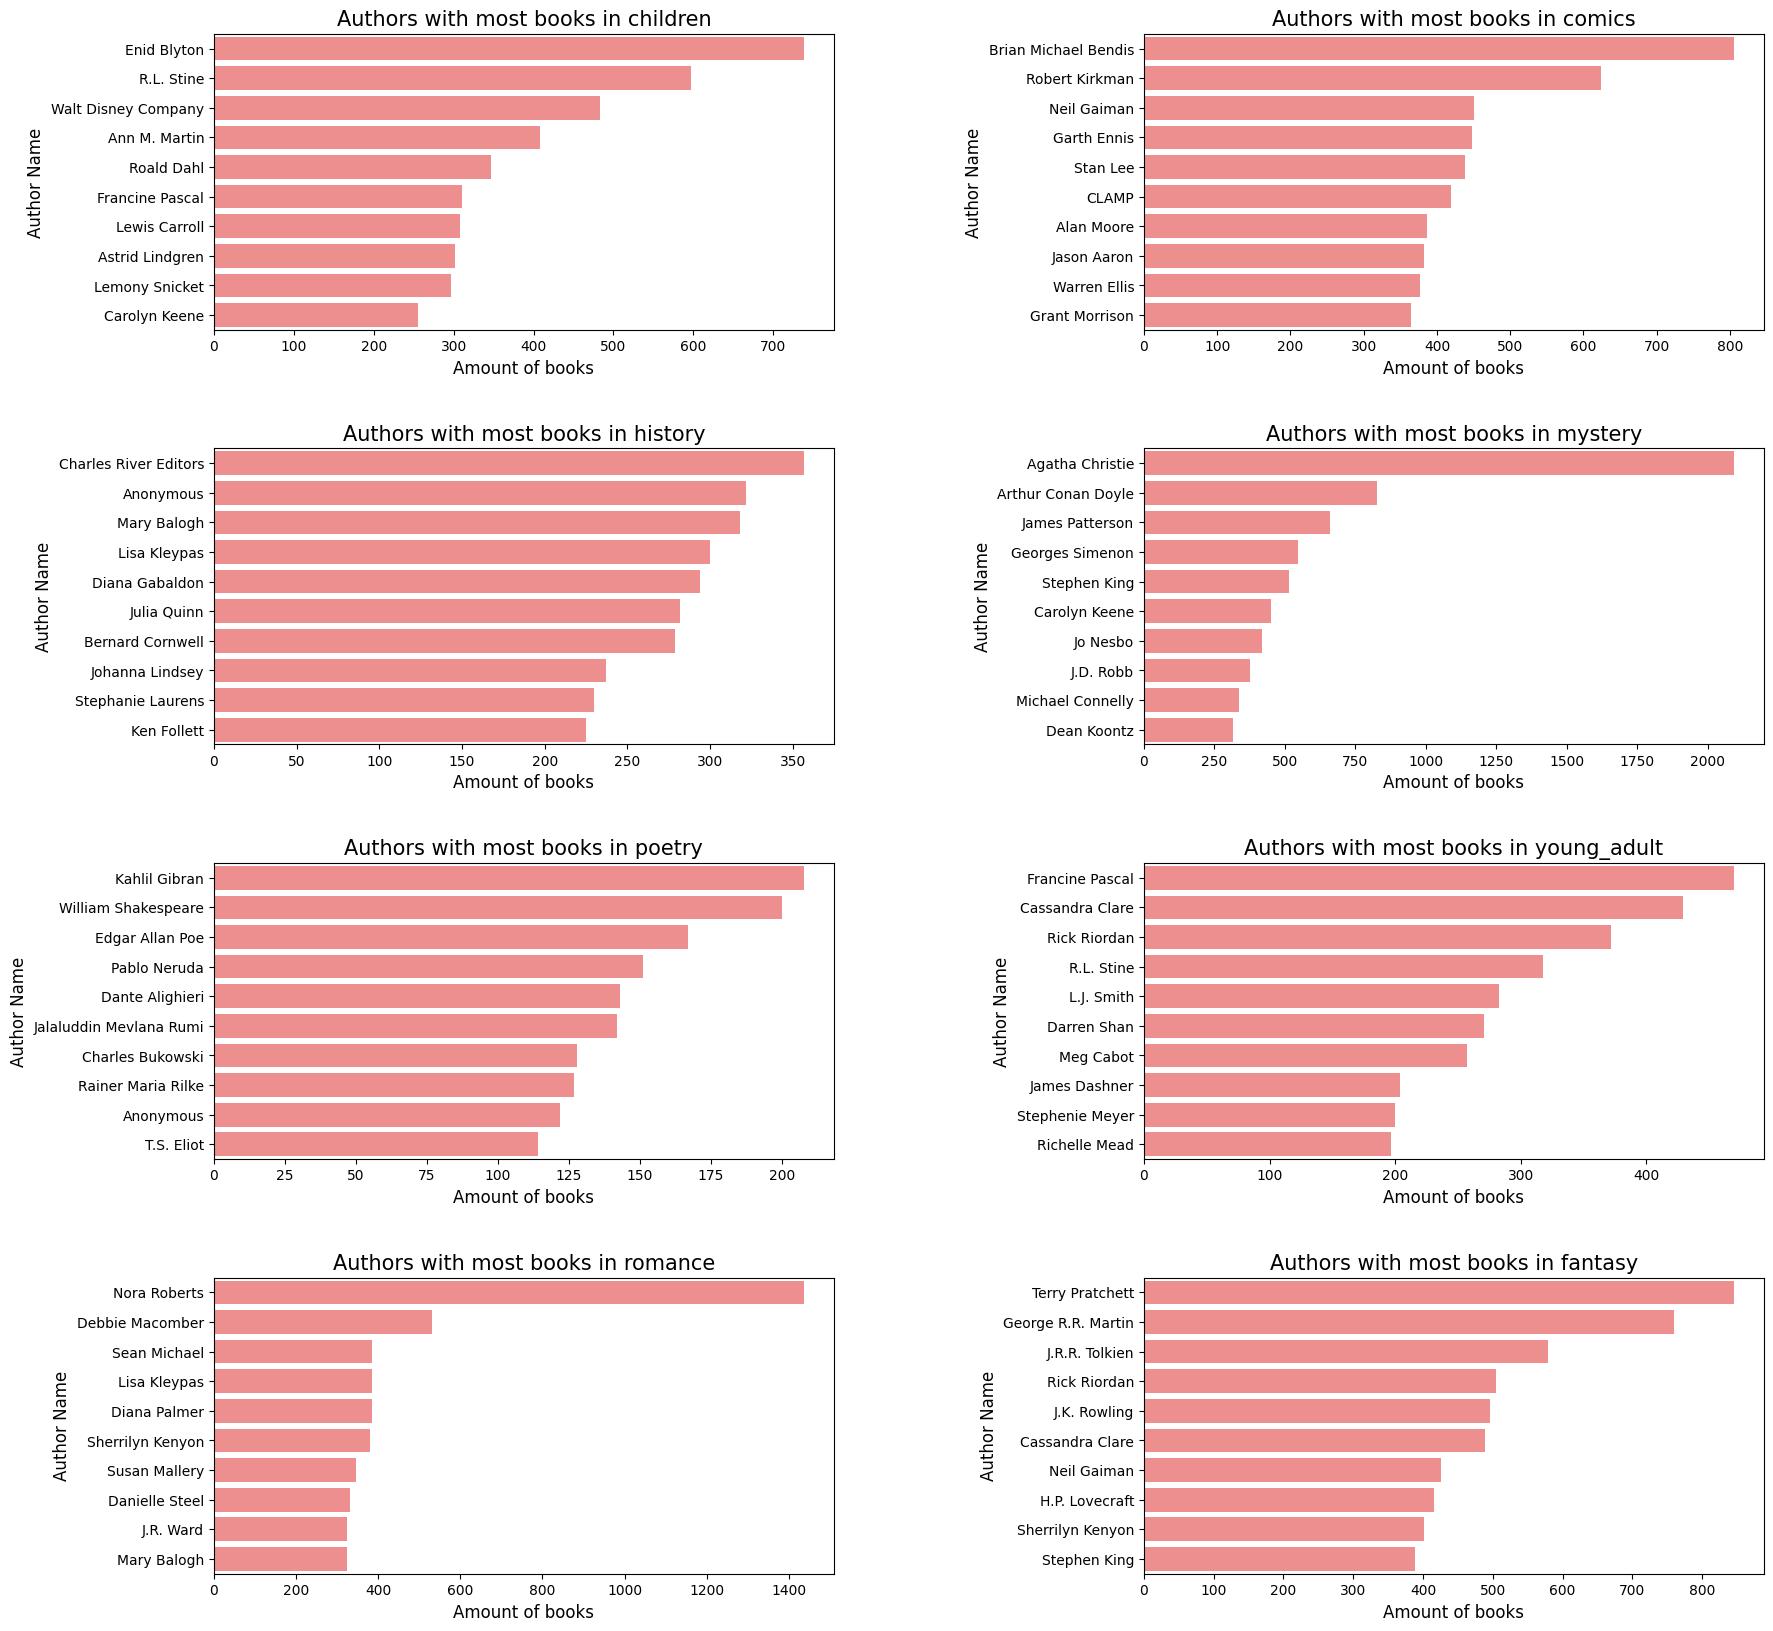 Authors with most books in children
Author Name
Enid Blyton
R.L. Stine
Walt Disney Company
Ann M. Martin
Roald Dahl
Francine Pascal
Lewis Carroll
Astrid Lindgren
Lemony Snicket
Carolyn Keene
0 100 200 300 400 500 600 700
Amount of books
Authors with most books in comics
Author Name
Brian Michael Bendis
Robert Kirkman
Neil Gaiman
Garth Ennis
Stan Lee
CLAMP
Alan Moore
Jason Aaron
Warren Ellis
Grant Morrison
0 100 200 300 400 500 600 700 800
Amount of books
Authors with most books in history
Author Name
Charles River Editors
Anonymous
Mary Balogh
Lisa Kleypas
Diana Gabaldon
Julia Quinn
Bernard Cornwell
Johanna Lindsey
Stephanie Laurens
Ken Follett
0 50 100 150 200 250 300 350
Amount of books
Authors with most books in mystery
Author Name
Agatha Christie
Arthur Conan Doyle
James Patterson
Georges Simenon
Stephen King
Carolyn Keene
Jo Nesbo
J.D. Robb
Michael Connelly
Dean Koontz
0 250 500 750 1000 1250 1500 1750 2000
Amount of books
Authors with most books in poetry
Author Name
Kahlil Gibran
William Shakespeare
Edgar Allan Poe
Pablo Neruda
Dante Alighieri
Jalaluddin Mevlana Rumi
Charles Bukowski
Rainer Maria Rilke
Anonymous
T.S. Eliot
0 25 50 75 100 125 150 175 200
Amount of books
Authors with most books in young_adult
Author Name
Francine Pascal
Cassandra Clare
Rick Riordan
R.L. Stine
L.J. Smith
Darren Shan
Meg Cabot
James Dashner
Stephenie Meyer
Richelle Mead
0 100 200 300 400
Amount of books
Authors with most books in romance
Author Name
Nora Roberts
Debbie Macomber
Sean Michael
Lisa Kleypas
Diana Palmer
Sherrilyn Kenyon
Susan Mallery
Danielle Steel
J.R. Ward
Mary Balogh
0 200 400 600 800 1000 1200 1400
Amount of books
Authors with most books in fantasy
Author Name
Terry Pratchett
George R.R. Martin
J.R.R. Tolkien
Rick Riordan
J.K. Rowling
Cassandra Clare
Neil Gaiman
H.P. Lovecraft
Sherrilyn Kenyon
Stephen King
0 100 200 300 400 500 600 700 800
Amount of books